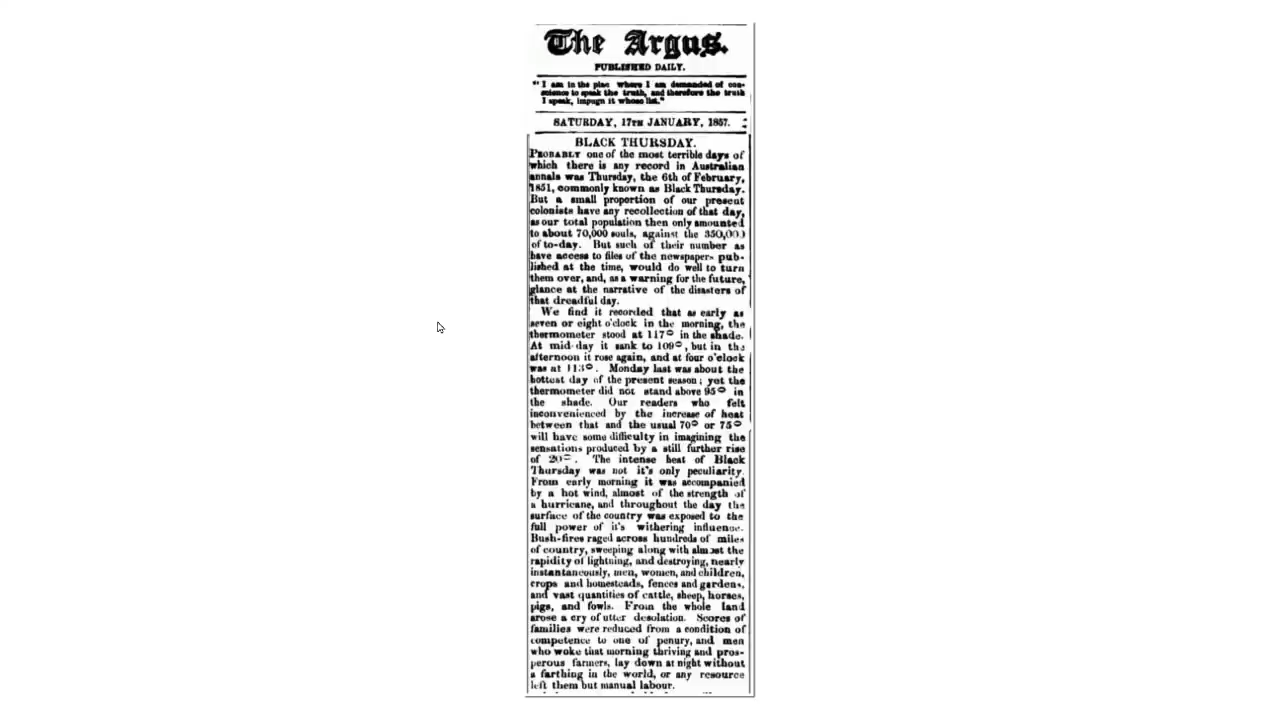 The Argus.
PUBLISHED DAILY.
"I am in the place where I am demanded of con-
science to speak the truth, and therefore the truth
I speak, impugn it whoso list."
SATURDAY, 17TH JANUARY, 1857.
BLACK THURSDAY.
PROBABLY one of the most terrible days of
which there is any record in Australian
annals was Thursday, the 6th of February,
1851, commonly known as Black Thursday.
But a small proportion of our present
colonists have any recollection of that day,
as our total population then only amounted
to about 70,000 souls, against the 350,000
of to-day. But such of their number as
have access to files of the newspapers pub-
lished at the time, would do well to turn
them over, and, as a warning for the future,
glance at the narrative of the disasters of
that dreadful day.
We find it recorded that as early as
seven or eight o'clock in the morning, the
thermometer stood at 117° in the shade.
At mid-day it sank to 109°, but in the
afternoon it rose again, and at four o'clock
was at 113°. Monday last was about the
hottest day of the present season; yet the
thermometer did not stand above 95° in
the shade. Our readers who felt
inconvenienced by the increase of heat
between that and the usual 70° or 75°
will have some difficulty in imagining the
sensations produced by a still further rise
of 20°. The intense heat of Black
Thursday was not it's only peculiarity.
From early morning it was accompanied
by a hot wind, almost of the strength of
a hurricane, and throughout the day the
surface of the country was exposed to the
full power of it's withering influence.
Bush-fires raged across hundreds of miles
of country, sweeping along with almost the
rapidity of lightning, and destroying, nearly
instantaneously, men, women, and children,
crops and homesteads, fences and gardens,
and vast quantities of cattle, sheep, horses,
pigs, and fowls. From the whole land
arose a cry of utter desolation. Scores of
families were reduced from a condition of
competence to one of penury, and men
who woke that morning thriving and pros-
perous farmers, lay down at night without
a farthing in the world, or any resource
left them but manual labour.